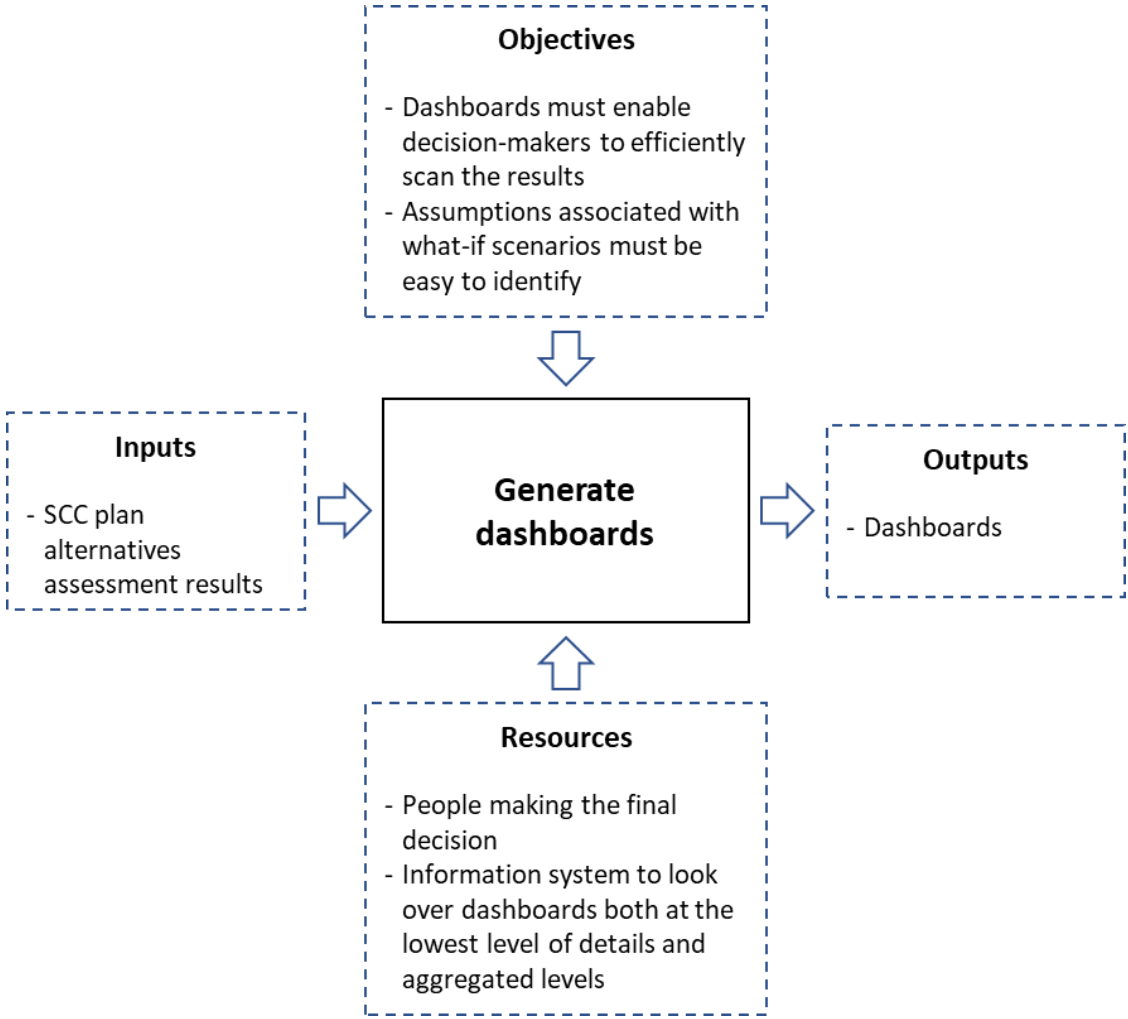 Objectives
- Dashboards must enable
decision-makers to efficiently
scan the results
- Assumptions associated with
what-if scenarios must be
easy to identify
Inputs
- SCC plan
alternatives
assessment results
Generate
dashboards
Outputs
- Dashboards
Resources
- People making the final
decision
- Information system to look
over dashboards both at the
lowest level of details and
aggregated levels